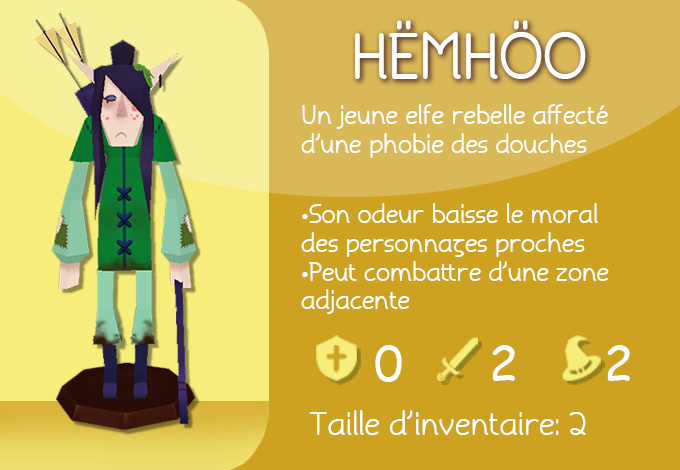 HËMHÖO
Un jeune elfe rebelle affecté
d'une phobie des douches
•Son odeur baisse le moral
des personnages proches
•Peut combattre d'une zone
adjacente
0 2 2
Taille d'inventaire: 2